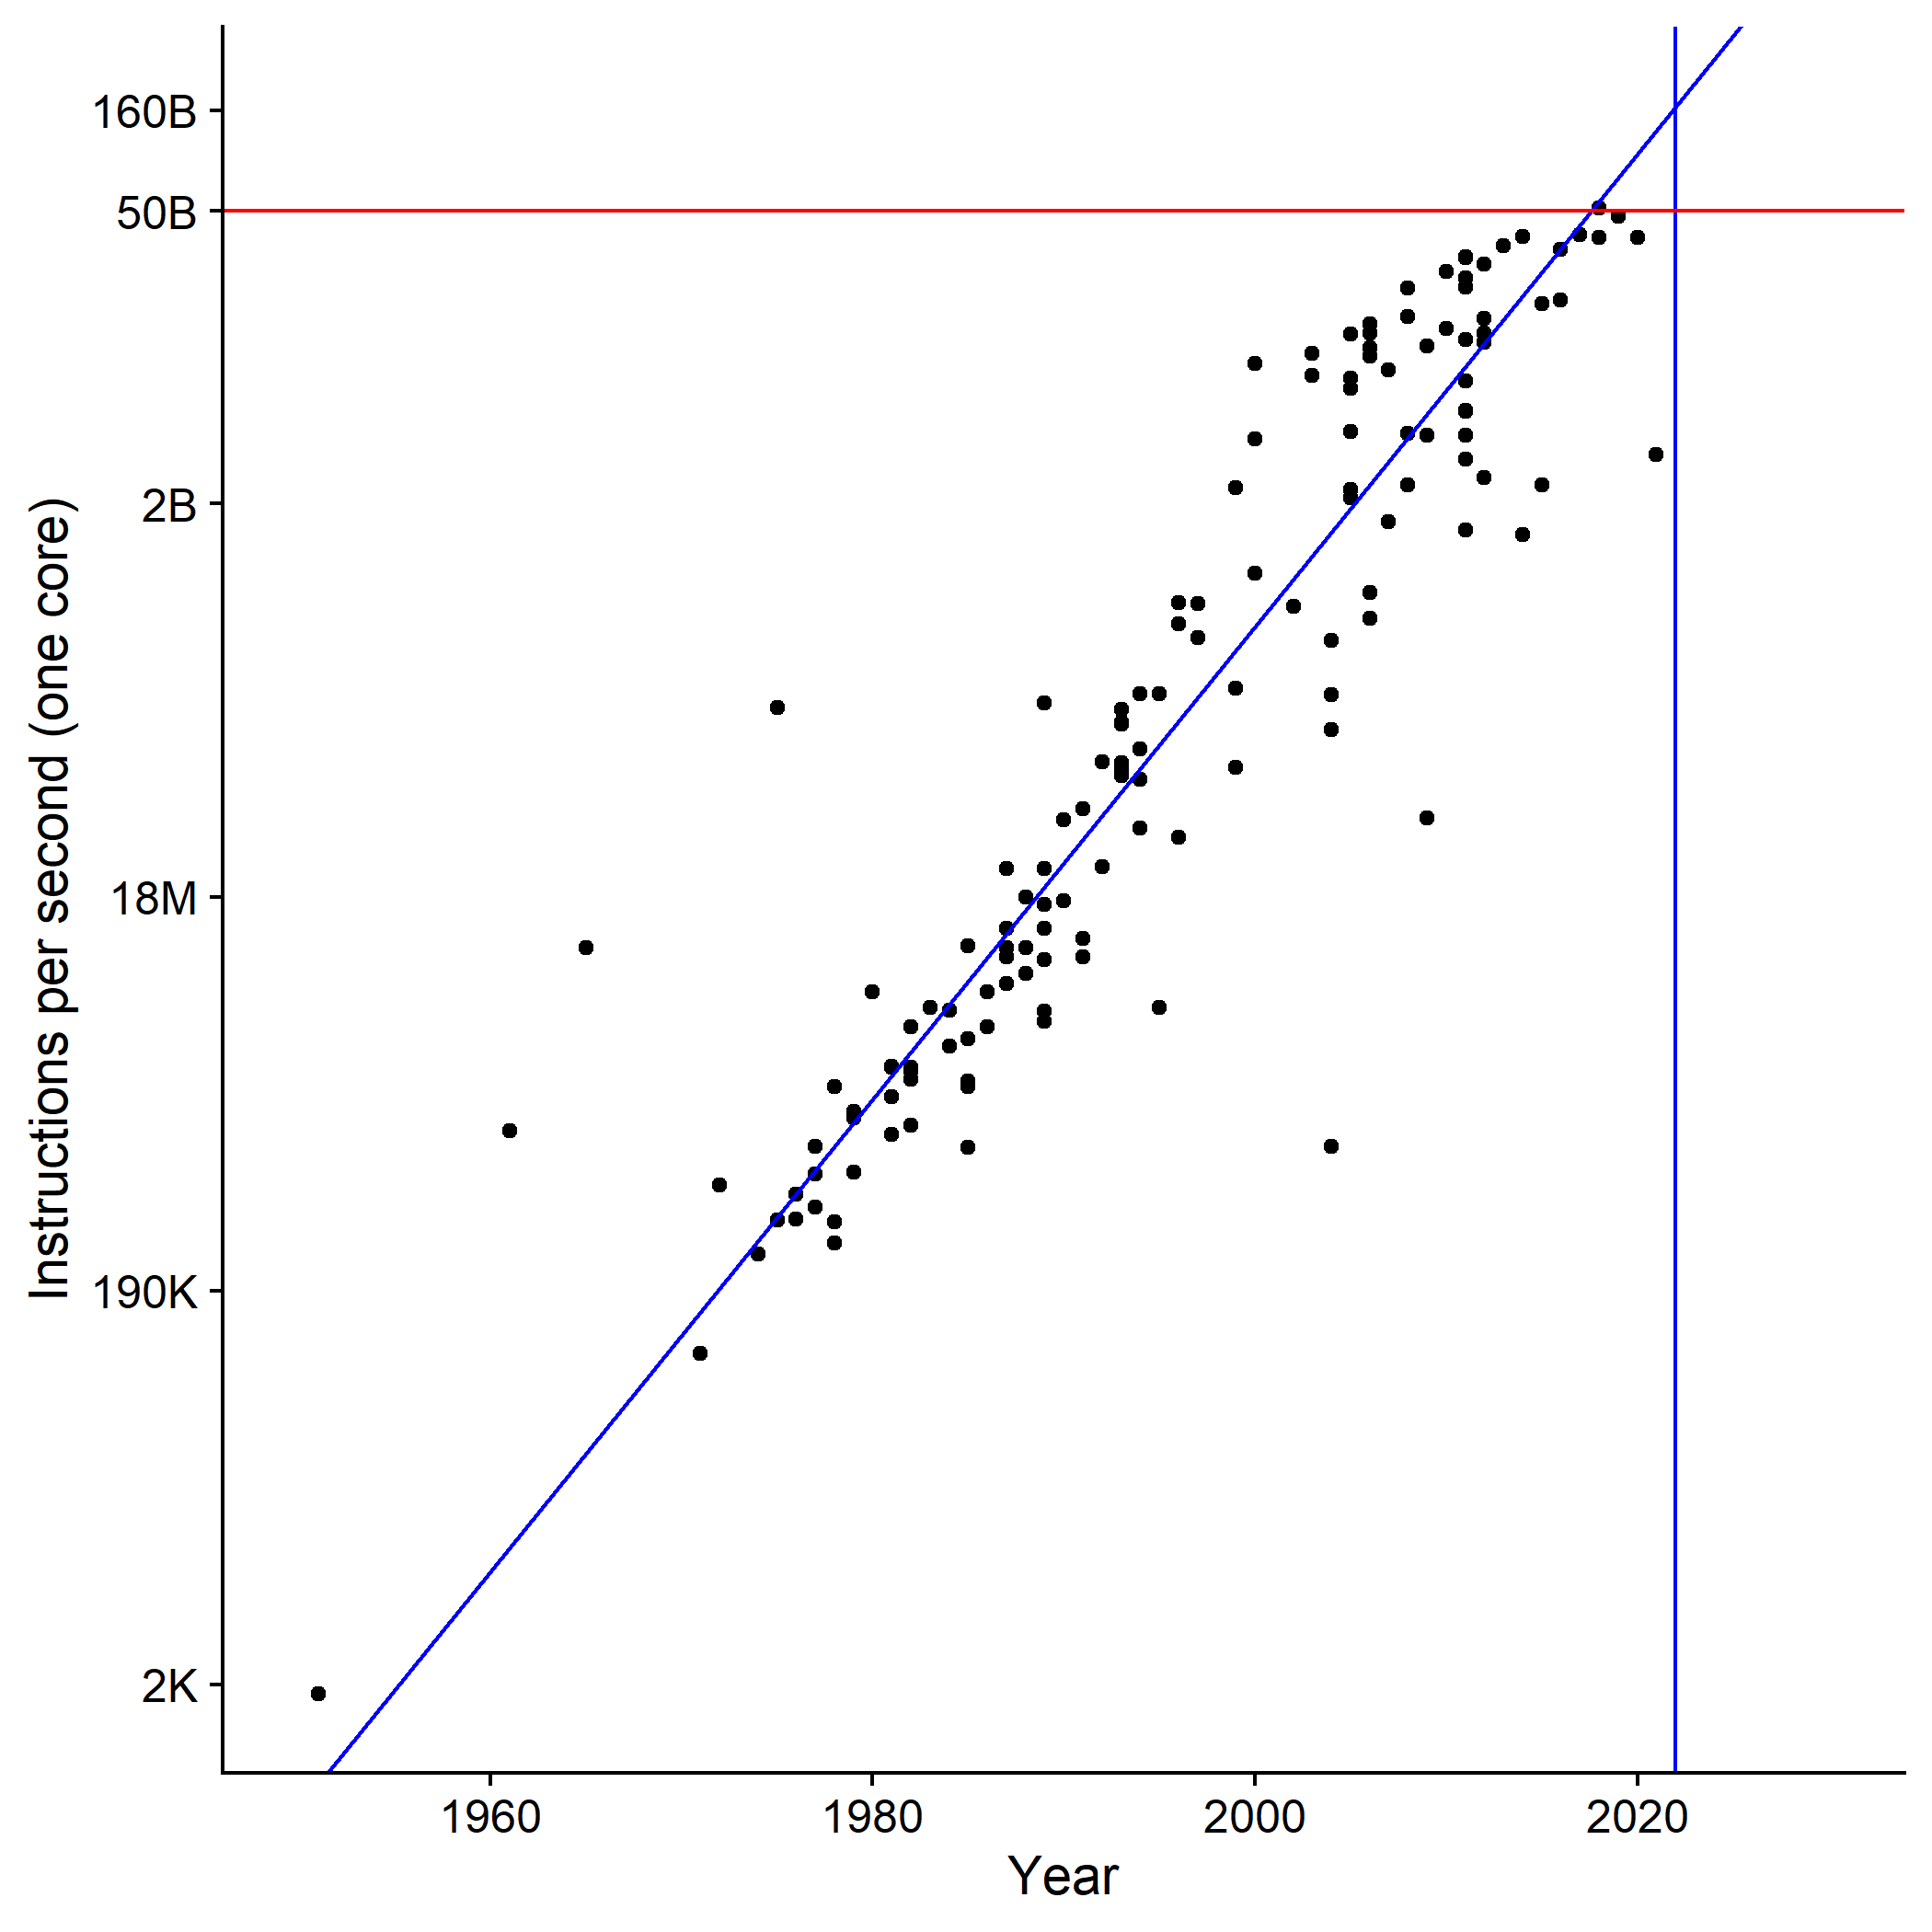 160B
50B
2B
18M
190K
2K
Instructions per second (one core)
1960 1980 2000 2020
Year